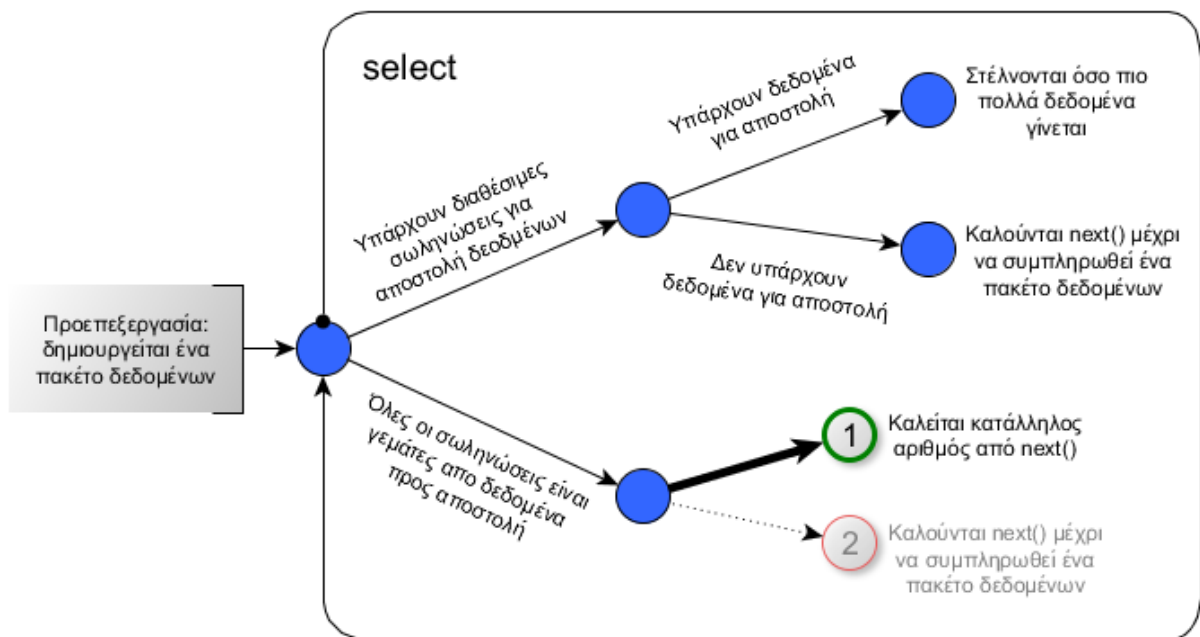 select
Υπάρχουν δεδομένα
για αποστολή
Στέλνονται όσο πιο
πολλά δεδομένα
γίνεται
Υπάρχουν διαθέσιμες
σωληνώσεις για
αποστολή δεοδμένων
Καλούνται next() μέχρι
να συμπληρωθεί ένα
πακέτο δεδομένων
Δεν υπάρχουν
δεδομένα για αποστολή
Προεπεξεργασία:
δημιουργείται ένα
πακέτο δεδομένων
Όλες οι σωληνώσεις είναι
γεμάτες απο δεδομένα
προς αποστολή
1
Καλείται κατάλληλος
αριθμός από next()
2
Καλούνται next() μέχρι
να συμπληρωθεί ένα
πακέτο δεδομένων